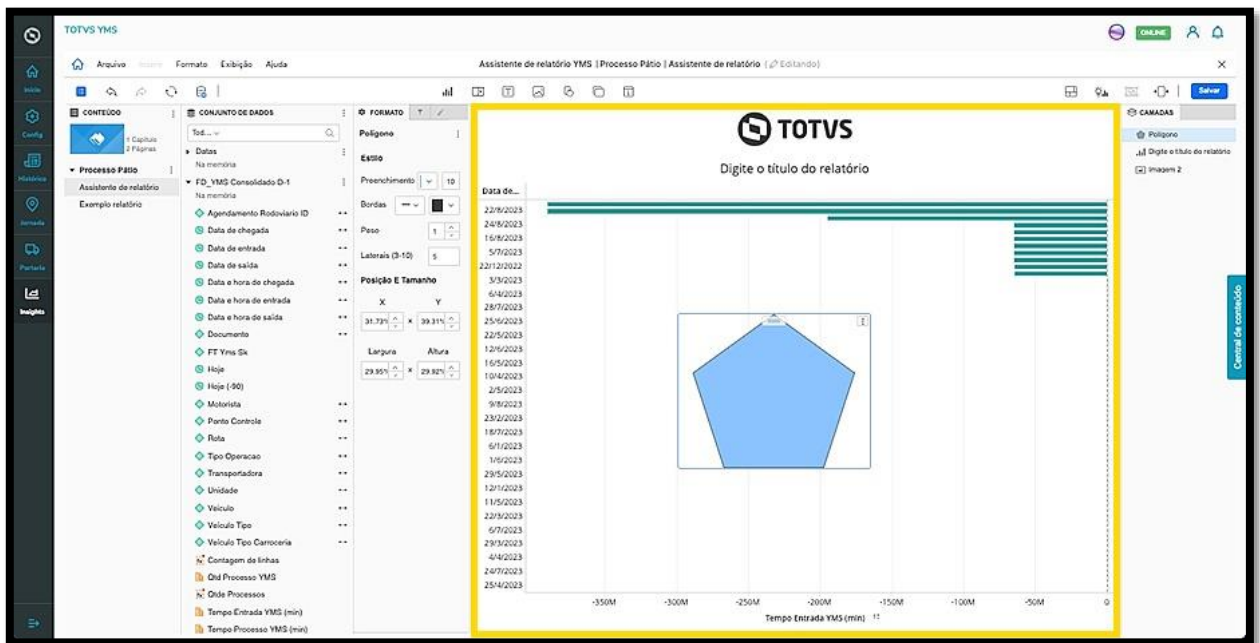 TOTVS YMS
ONLINE
Arquivo Inserir Formato Exibição Ajuda
Assistente de relatório YMS | Processo Pátio | Assistente de relatório ( Editando)
Salvar
Início
Config
Histórico
Jornada
Portaria
Insights
CONTEÚDO
1 Capítulo
2 Páginas
Processo Pátio
Assistente de relatório
Exemplo relatório
CONJUNTO DE DADOS
Tod...
Datas
Na memória
FD_YMS Consolidado D-1
Na memória
Agendamento Rodoviario ID
Data de chegada
Data de entrada
Data de saída
Data e hora de chegada
Data e hora de entrada
Data e hora de saída
Documento
FT Yms Sk
Hoje
Hoje (-90)
Motorista
Ponto Controle
Rota
Tipo Operacao
Transportadora
Unidade
Veiculo
Veiculo Tipo
Veiculo Tipo Carroceria
Contagem de linhas
Qtd Processo YMS
Qtde Processos
Tempo Entrada YMS (min)
Tempo Processo YMS (min)
FORMATO
Polígono
Estilo
Preenchimento 10
Bordas
Peso 1
Laterais (3-10) 5
Posição E Tamanho
X Y
31.73% × 39.31%
Largura Altura
29.95% × 29.92%
TOTVS
Digite o título do relatório
Data de...
22/8/2023
24/8/2023
16/8/2023
5/7/2023
22/12/2022
3/3/2023
6/4/2023
28/7/2023
25/6/2023
22/5/2023
12/6/2023
16/5/2023
10/4/2023
2/5/2023
9/8/2023
23/2/2023
18/7/2023
6/1/2023
1/6/2023
29/5/2023
12/1/2023
11/5/2023
22/3/2023
6/7/2023
29/3/2023
4/4/2023
24/7/2023
25/4/2023
-350M -300M -250M -200M -150M -100M -50M 0
Tempo Entrada YMS (min)
CAMADAS
Polígono
Digite o título do relatório
Imagem 2
Central de conteúdo